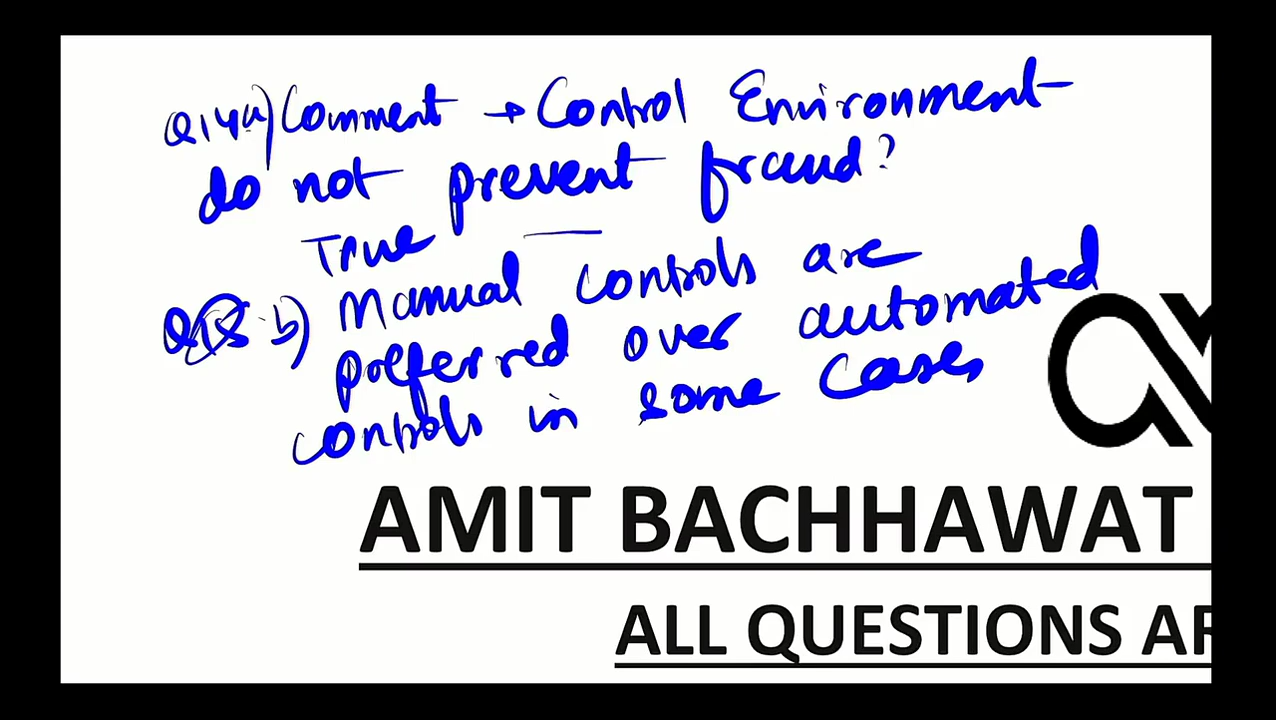 Q14a) Comment → Control Environment
do not prevent fraud?
True
b) Manual controls are
preferred over automated
controls in some cases
AMIT BACHHAWAT
ALL QUESTIONS AR